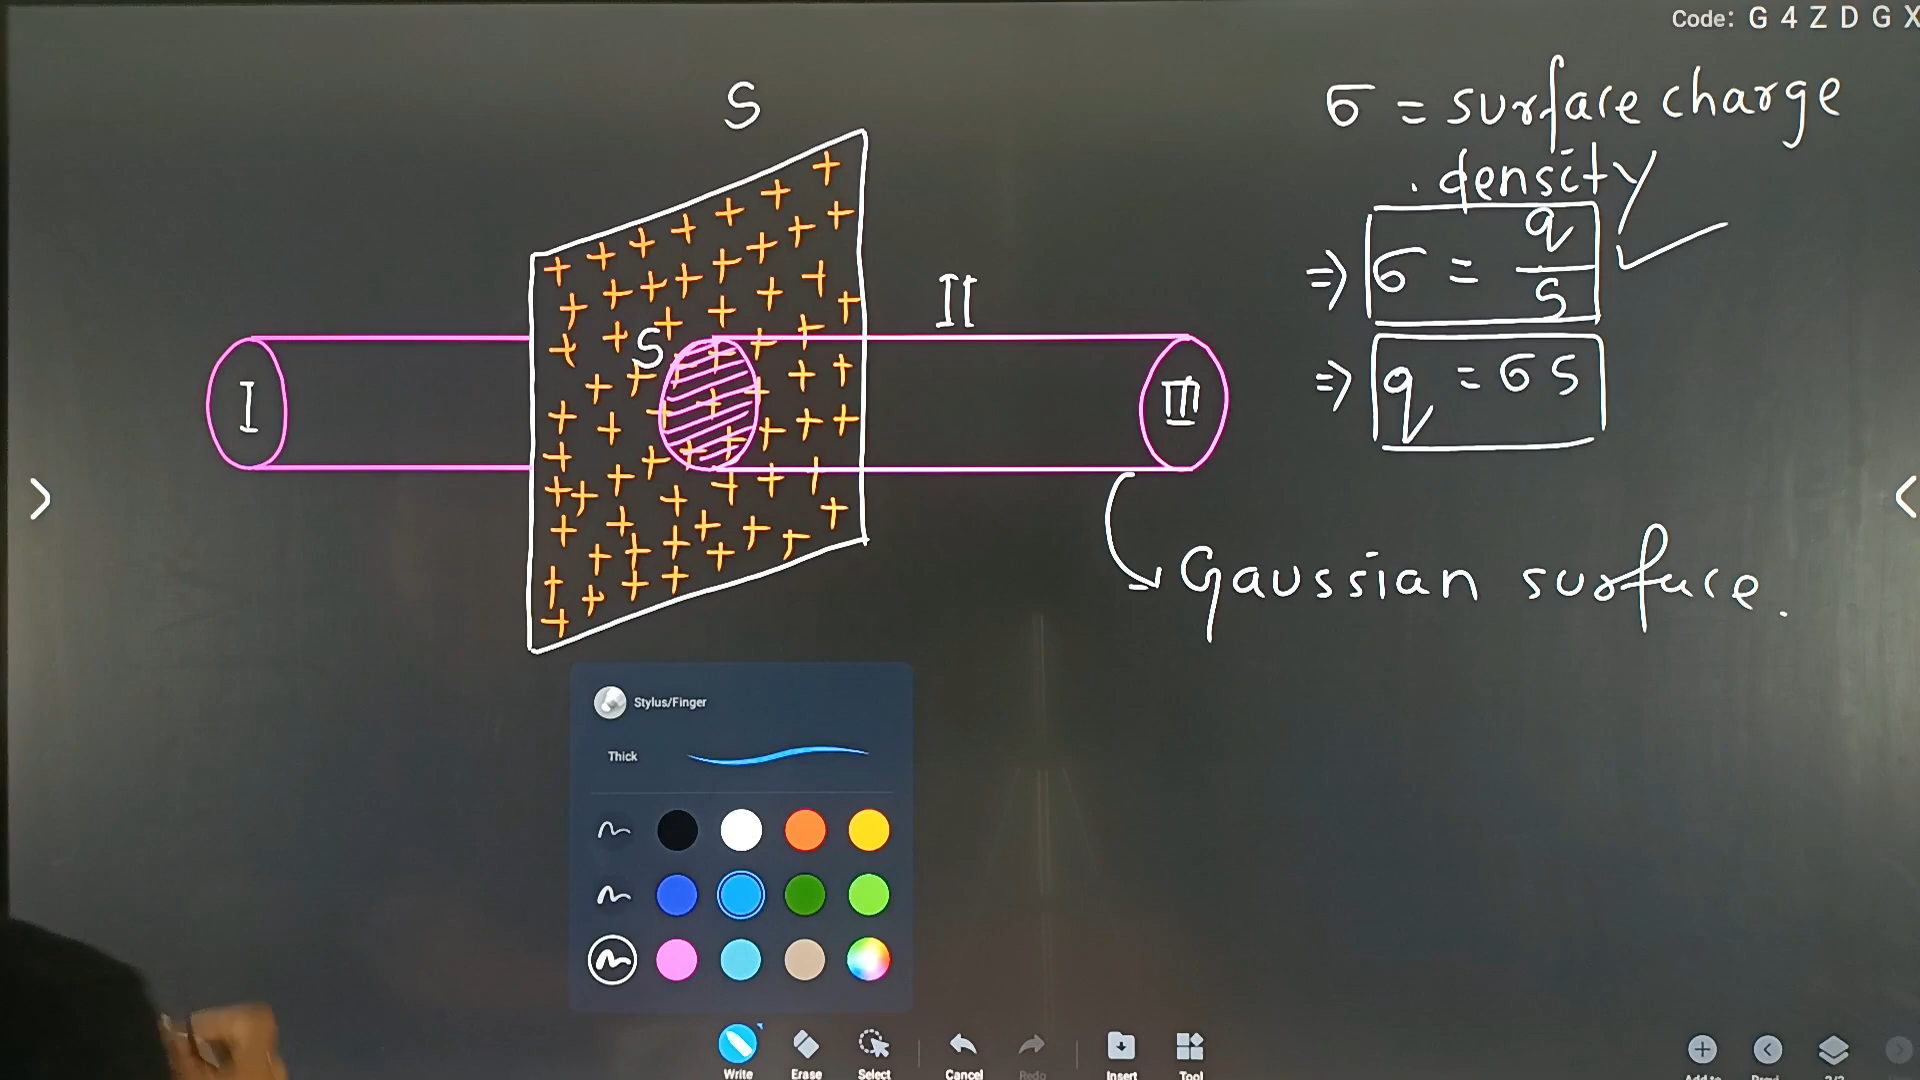 Code: G 4 Z D G X
S
σ = surface charge
density
⇒ σ = q/S
S
II
I
III
⇒ q = σ S
Gaussian surface.
Stylus/Finger
Thick
Write Erase Select Cancel Redo Insert Tool